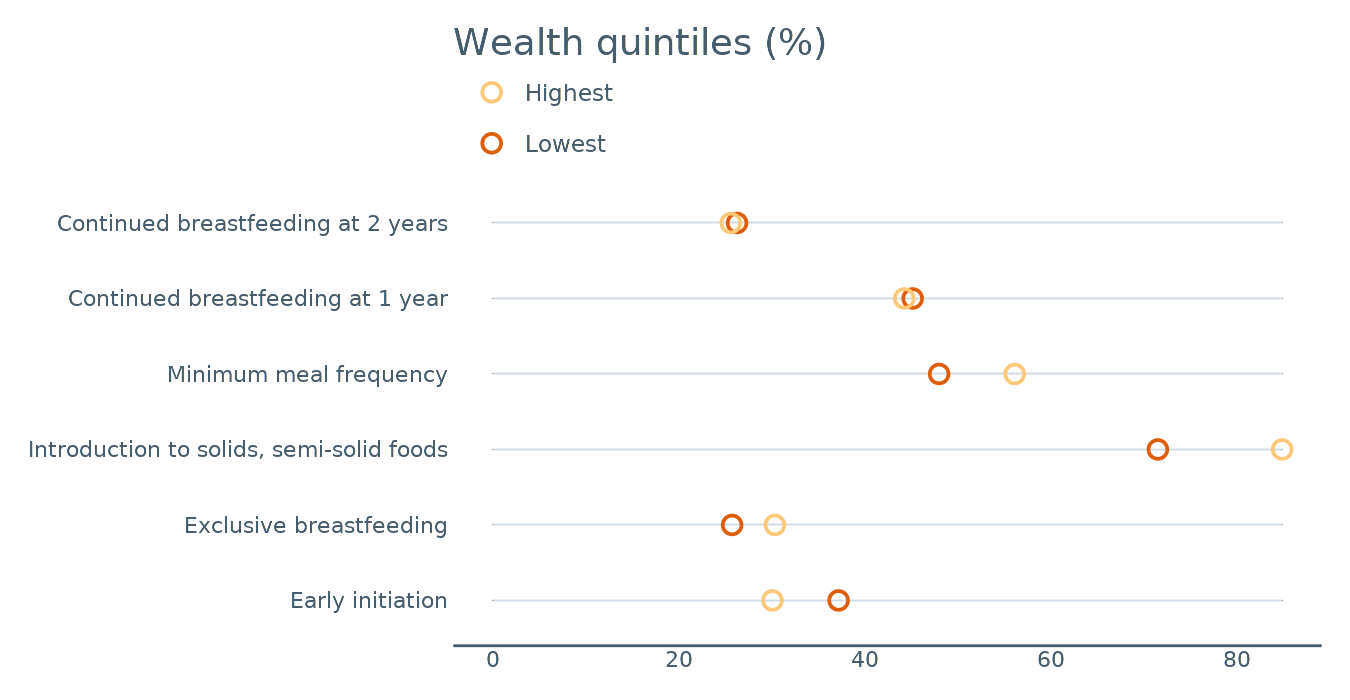 Wealth quintiles (%)
Highest
Lowest
Continued breastfeeding at 2 years
Continued breastfeeding at 1 year
Minimum meal frequency
Introduction to solids, semi-solid foods
Exclusive breastfeeding
Early initiation
0 20 40 60 80